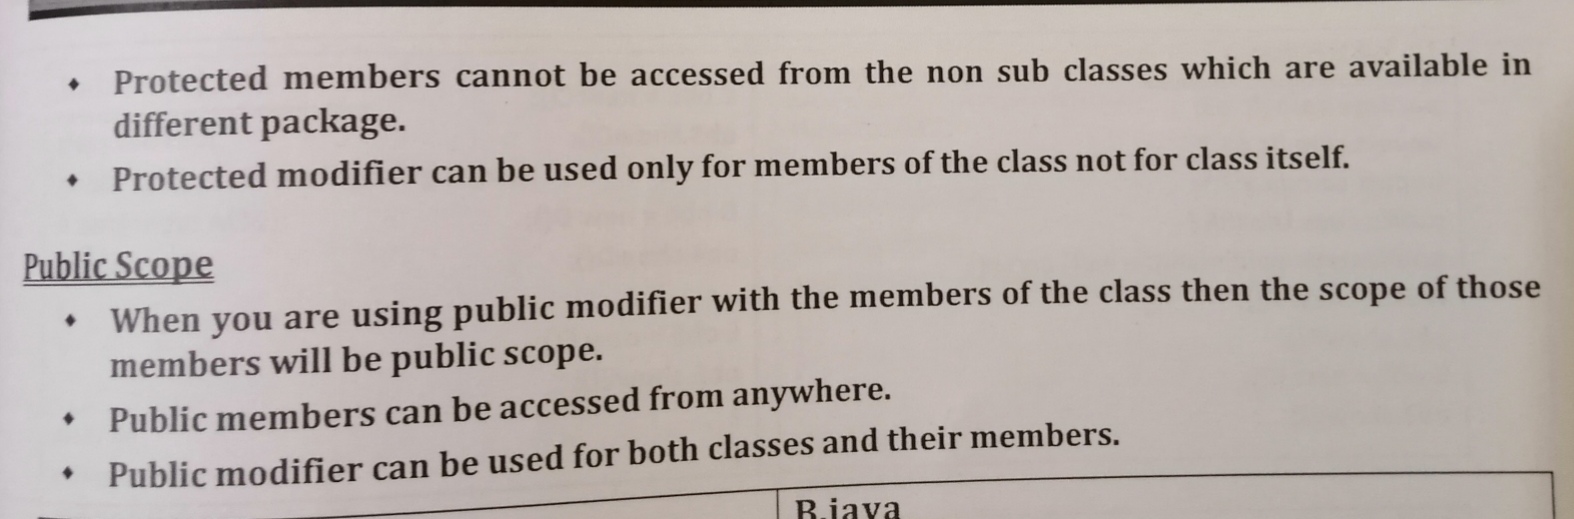 ⬩ Protected members cannot be accessed from the non sub classes which are available in
different package.
⬩ Protected modifier can be used only for members of the class not for class itself.
Public Scope
⬩ When you are using public modifier with the members of the class then the scope of those
members will be public scope.
⬩ Public members can be accessed from anywhere.
⬩ Public modifier can be used for both classes and their members.
B.java